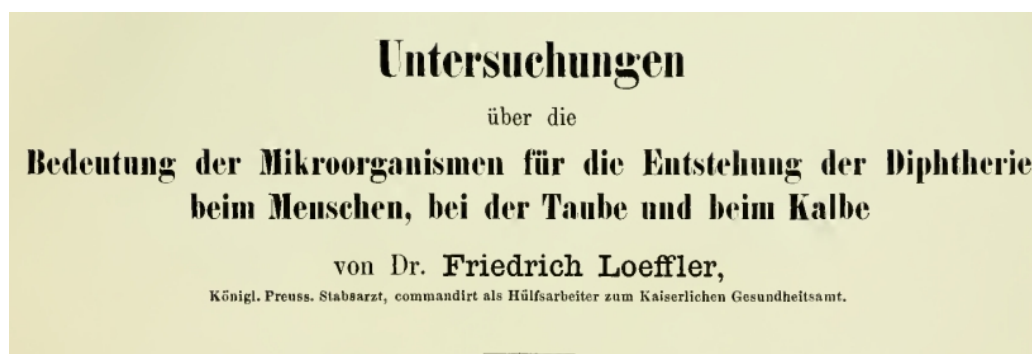 Untersuchungen
über die
Bedeutung der Mikroorganismen für die Entstehung der Diphtherie
beim Menschen, bei der Taube und beim Kalbe
von Dr. Friedrich Loeffler,
Königl. Preuss. Stabsarzt, commandirt als Hülfsarbeiter zum Kaiserlichen Gesundheitsamt.